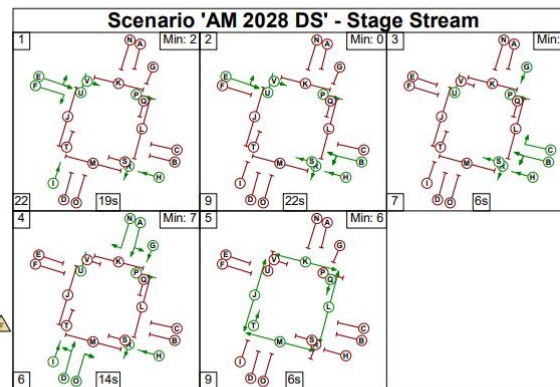 Scenario 'AM 2028 DS' - Stage Stream
1
Min: 2
N A
G
E
F
V
K
U
P
Q
J
L
T
S
M
C
B
H
I
D O
22
19s
2
Min: 0
N A
G
E
F
V
K
U
P
Q
J
L
T
S
M
C
B
H
I
D O
9
22s
3
Min:
N A
G
E
F
V
K
U
P
Q
J
L
T
S
M
C
B
H
I
D O
7
6s
4
Min: 7
N A
G
E
F
V
K
U
P
Q
J
L
T
S
M
C
B
H
I
D O
6
14s
5
Min: 6
N A
G
E
F
V
K
U
P
Q
J
L
T
S
M
C
B
H
I
D O
9
6s